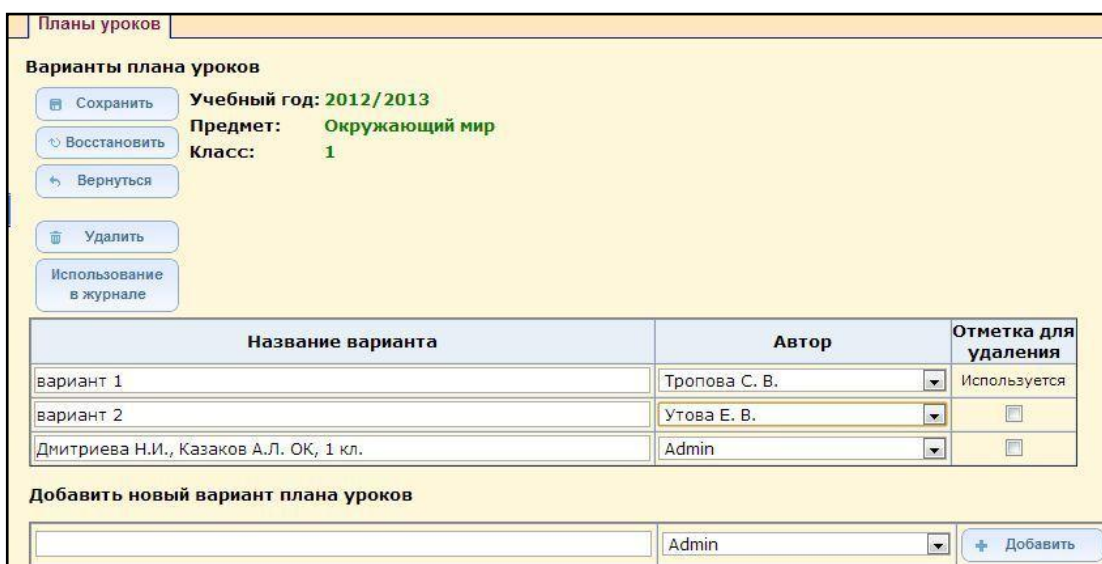 Планы уроков
Варианты плана уроков
Сохранить
Учебный год: 2012/2013
Восстановить
Предмет: Окружающий мир
Класс: 1
Вернуться
Удалить
Использование
в журнале
Название варианта
Автор
Отметка для
удаления
вариант 1
Тропова С. В.
Используется
вариант 2
Утова Е. В.
Дмитриева Н.И., Казаков А.Л. ОК, 1 кл.
Admin
Добавить новый вариант плана уроков
Admin
Добавить